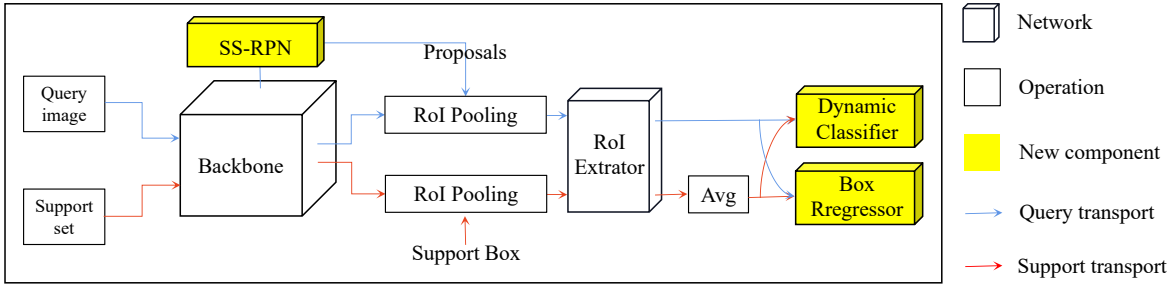 SS-RPN
Proposals
Query
image
Support
set
Backbone
RoI Pooling
RoI Pooling
Support Box
RoI
Extrator
Avg
Dynamic
Classifier
Box
Rregressor
Network
Operation
New component
Query transport
Support transport